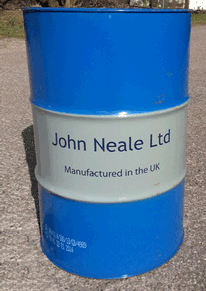 John Neale Ltd
Manufactured in the UK